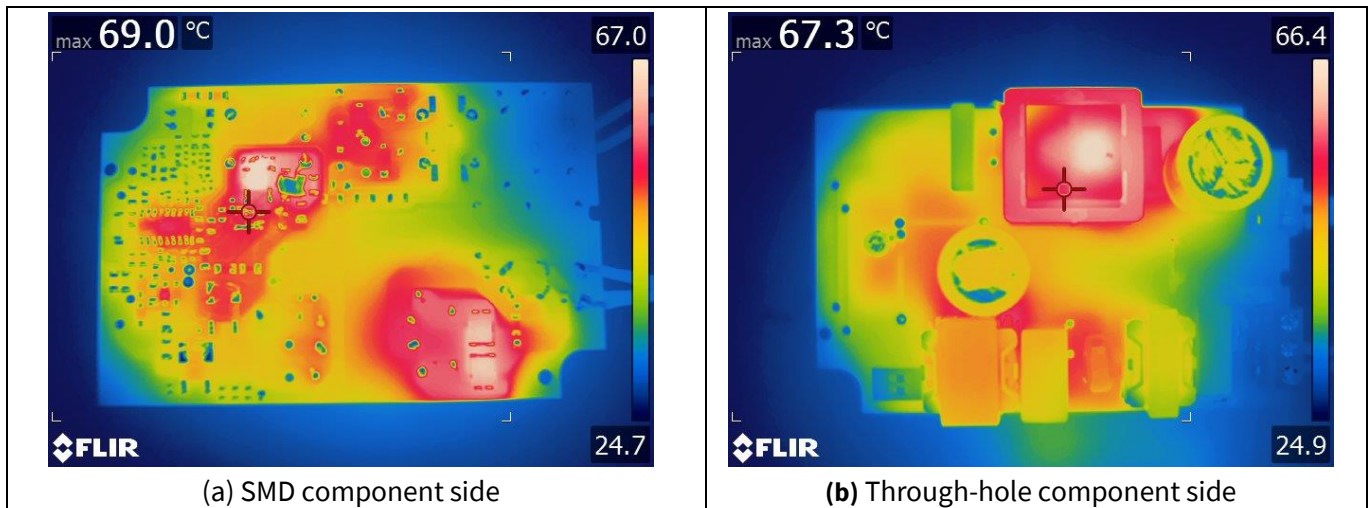 max 69.0 °C
67.0
24.7
FLIR
(a) SMD component side
max 67.3 °C
66.4
24.9
FLIR
(b) Through-hole component side